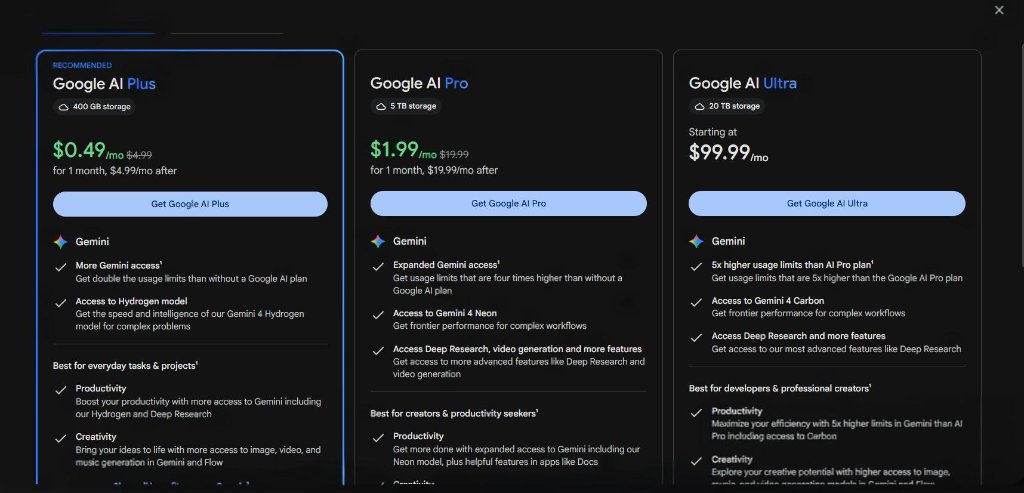 RECOMMENDED
Google AI Plus
400 GB storage
$0.49/mo $4.99
for 1 month, $4.99/mo after
Get Google AI Plus
Gemini
More Gemini access¹
Get double the usage limits than without a Google AI plan
Access to Hydrogen model
Get the speed and intelligence of our Gemini 4 Hydrogen
model for complex problems
Best for everyday tasks & projects¹
Productivity
Boost your productivity with more access to Gemini including
our Hydrogen and Deep Research
Creativity
Bring your ideas to life with more access to image, video, and
music generation in Gemini and Flow
Google AI Pro
5 TB storage
$1.99/mo $19.99
for 1 month, $19.99/mo after
Get Google AI Pro
Gemini
Expanded Gemini access¹
Get usage limits that are four times higher than without a
Google AI plan
Access to Gemini 4 Neon
Get frontier performance for complex workflows
Access Deep Research, video generation and more features
Get access to more advanced features like Deep Research and
video generation
Best for creators & productivity seekers¹
Productivity
Get more done with expanded access to Gemini including our
Neon model, plus helpful features in apps like Docs
Creativity
Google AI Ultra
20 TB storage
Starting at
$99.99/mo
Get Google AI Ultra
Gemini
5x higher usage limits than AI Pro plan¹
Get usage limits that are 5x higher than the Google AI Pro plan
Access to Gemini 4 Carbon
Get frontier performance for complex workflows
Access Deep Research and more features
Get access to our most advanced features like Deep Research
Best for developers & professional creators¹
Productivity
Maximize your efficiency with 5x higher limits in Gemini than AI
Pro including access to Carbon
Creativity
Explore your creative potential with higher access to image,
music, and video generation models in Gemini and Flow